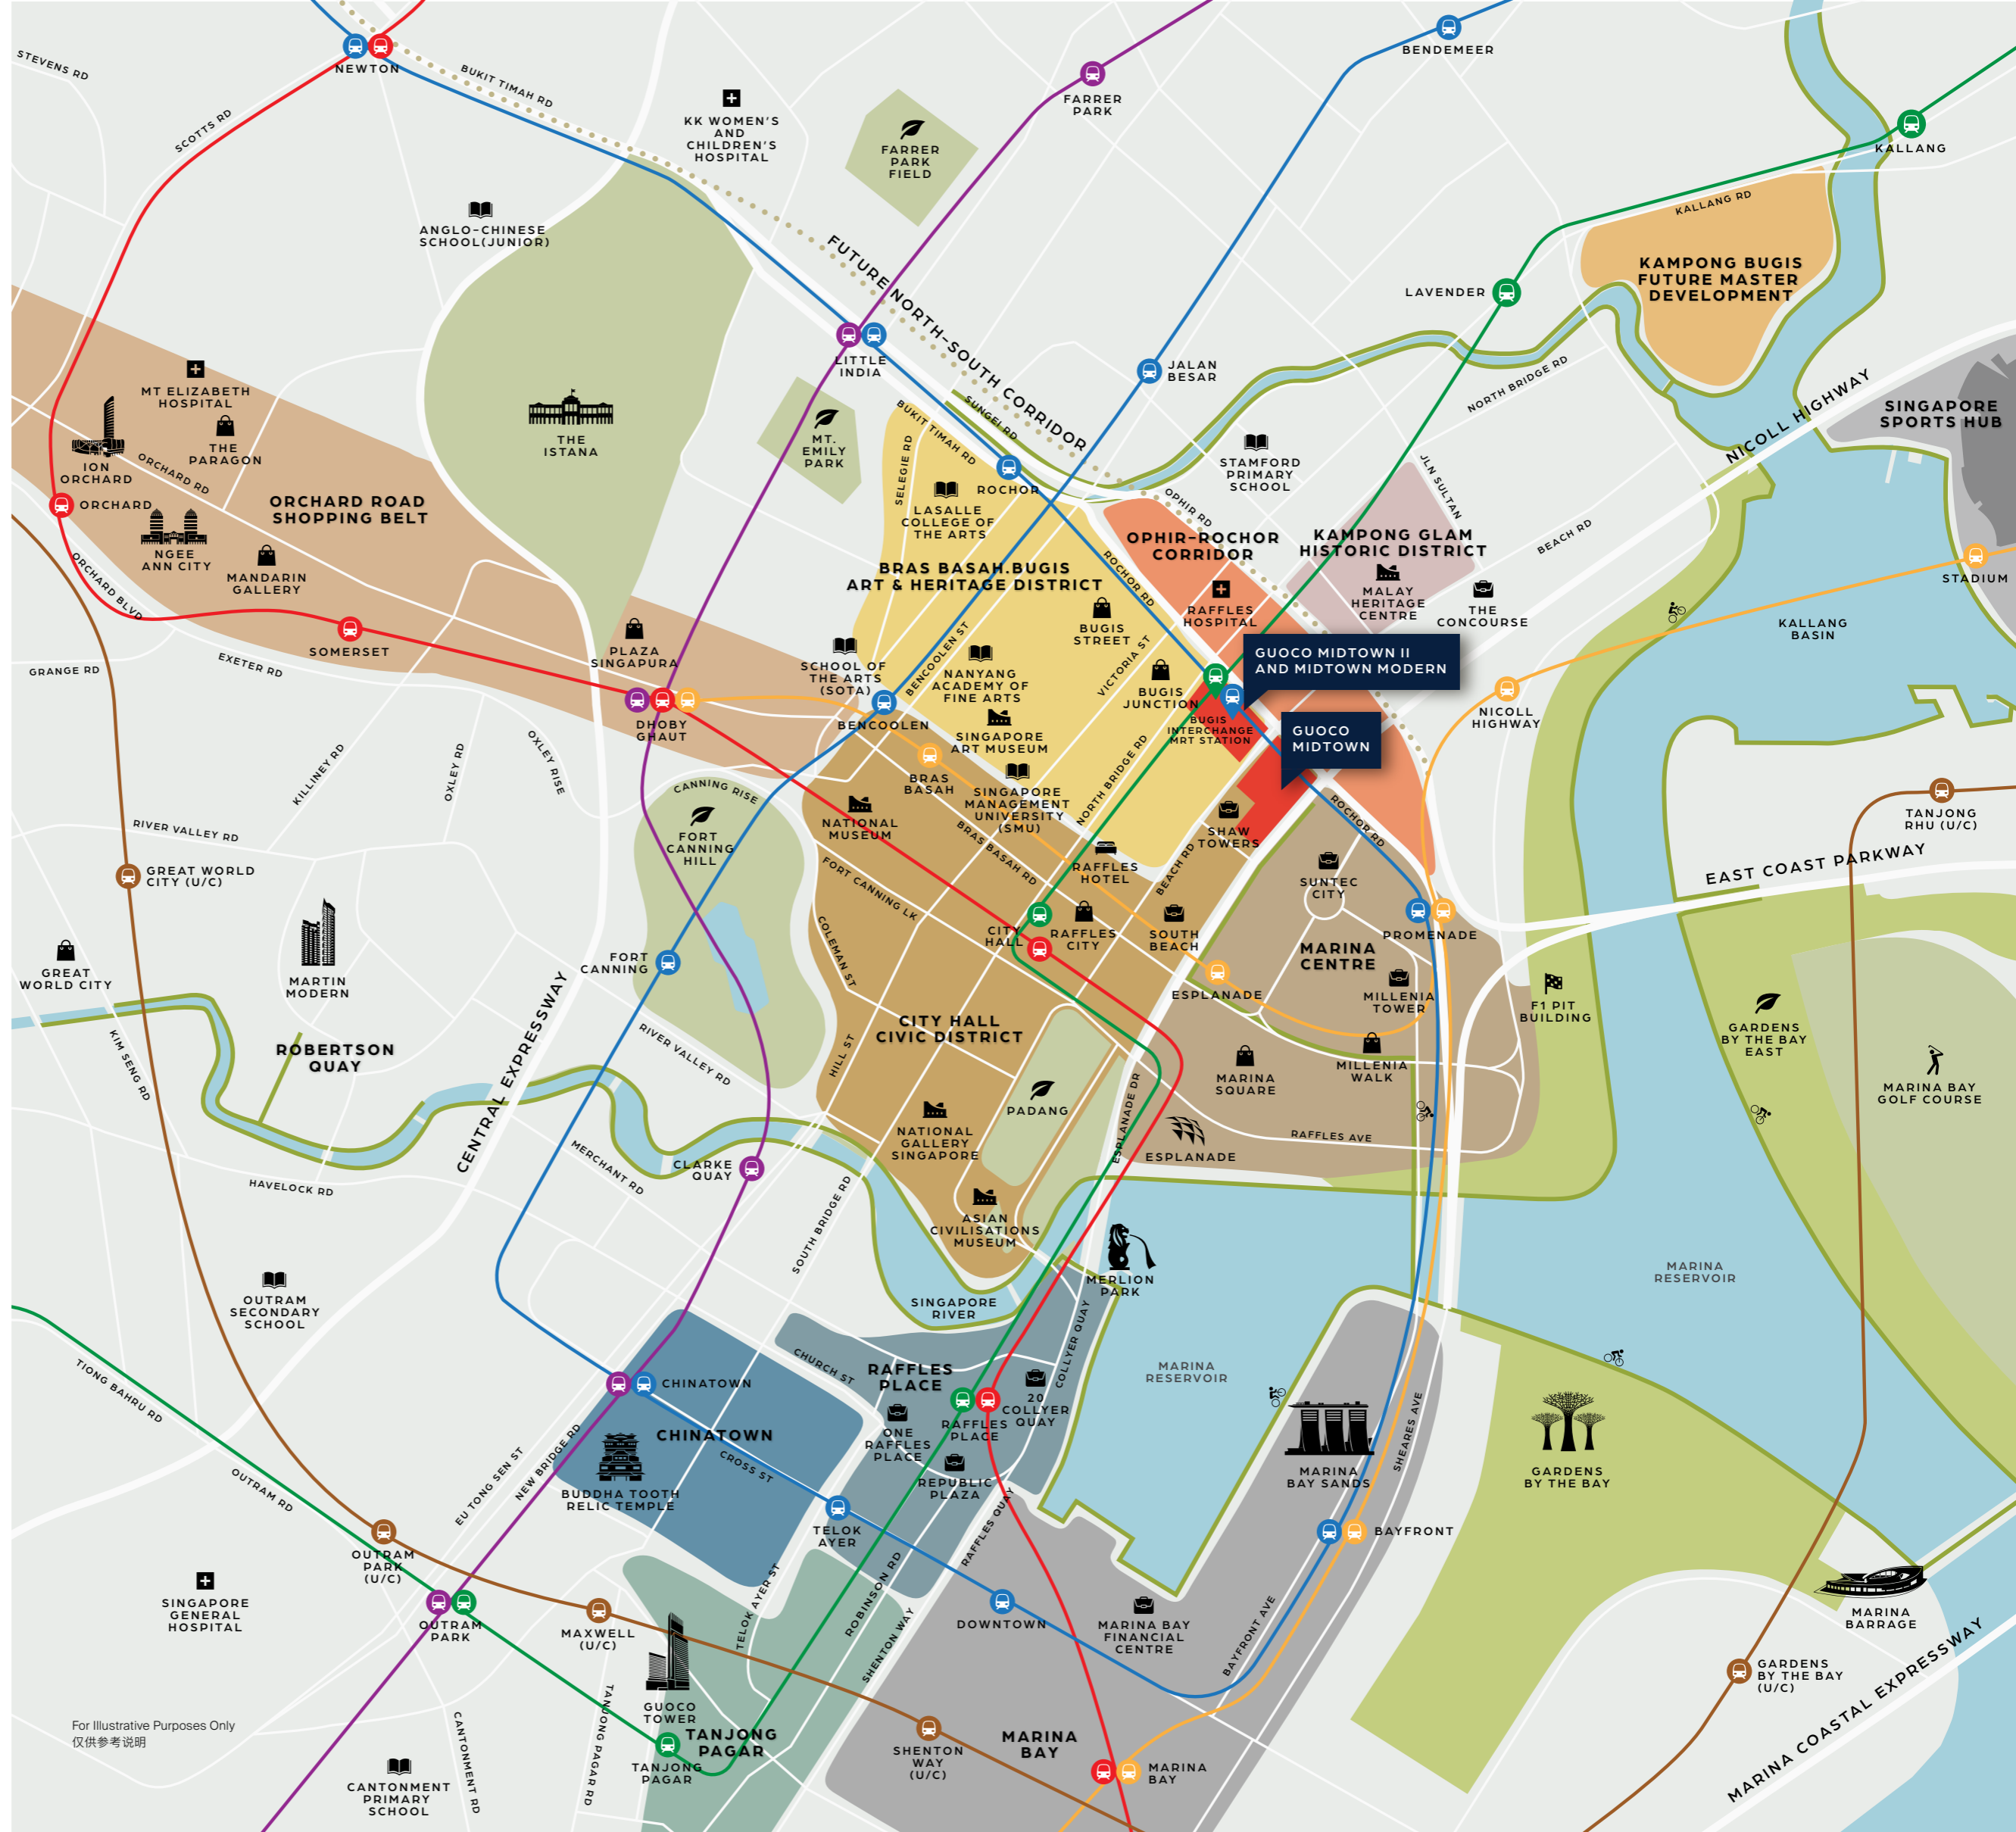 STEVENS RD
NEWTON
BUKIT TIMAH RD
SCOTTS RD
KK WOMEN'S
AND
CHILDREN'S
HOSPITAL
FARRER
PARK
FARRER
PARK
FIELD
BENDEMEER
KALLANG
KALLANG RD
ANGLO-CHINESE
SCHOOL(JUNIOR)
FUTURE NORTH-SOUTH CORRIDOR
KAMPONG BUGIS
FUTURE MASTER
DEVELOPMENT
LAVENDER
LITTLE
INDIA
JALAN
BESAR
NORTH BRIDGE RD
NICOLL HIGHWAY
SINGAPORE
SPORTS HUB
MT ELIZABETH
HOSPITAL
THE
PARAGON
ION
ORCHARD
ORCHARD RD
ORCHARD
ORCHARD ROAD
SHOPPING BELT
NGEE
ANN CITY
MANDARIN
GALLERY
ORCHARD BLVD
THE
ISTANA
MT.
EMILY
PARK
SUNGEI RD
BUKIT TIMAH RD
SELEGIE RD
ROCHOR
LASALLE
COLLEGE OF
THE ARTS
STAMFORD
PRIMARY
SCHOOL
JLN SULTAN
OPHIR RD
BEACH RD
OPHIR-ROCHOR
CORRIDOR
KAMPONG GLAM
HISTORIC DISTRICT
BRAS BASAH.BUGIS
ART & HERITAGE DISTRICT
ROCHOR RD
RAFFLES
HOSPITAL
MALAY
HERITAGE
CENTRE
THE
CONCOURSE
STADIUM
KALLANG
BASIN
BUGIS
STREET
VICTORIA ST
BENCOOLEN ST
SOMERSET
GRANGE RD
EXETER RD
PLAZA
SINGAPURA
SCHOOL OF
THE ARTS
(SOTA)
NANYANG
ACADEMY OF
FINE ARTS
BUGIS
JUNCTION
GUOCO MIDTOWN II
AND MIDTOWN MODERN
BUGIS
INTERCHANGE
MRT STATION
GUOCO
MIDTOWN
NICOLL
HIGHWAY
DHOBY
GHAUT
BENCOOLEN
SINGAPORE
ART MUSEUM
KILLINEY RD
OXLEY RD
OXLEY RISE
BRAS
BASAH
SINGAPORE
MANAGEMENT
UNIVERSITY
(SMU)
NORTH BRIDGE RD
CANNING RISE
FORT
CANNING
HILL
NATIONAL
MUSEUM
BRAS BASAH RD
SHAW
TOWERS
ROCHOR RD
TANJONG
RHU (U/C)
RIVER VALLEY RD
GREAT WORLD
CITY (U/C)
FORT CANNING LK
RAFFLES
HOTEL
BEACH RD
SUNTEC
CITY
EAST COAST PARKWAY
GREAT
WORLD CITY
MARTIN
MODERN
FORT
CANNING
COLEMAN ST
CITY
HALL
RAFFLES
CITY
SOUTH
BEACH
MARINA
CENTRE
PROMENADE
ESPLANADE
MILLENIA
TOWER
F1 PIT
BUILDING
GARDENS
BY THE BAY
EAST
CITY HALL
CIVIC DISTRICT
KIM SENG RD
ROBERTSON
QUAY
CENTRAL EXPRESSWAY
RIVER VALLEY RD
HILL ST
PADANG
MARINA
SQUARE
MILLENIA
WALK
MARINA BAY
GOLF COURSE
NATIONAL
GALLERY
SINGAPORE
ESPLANADE DR
ESPLANADE
RAFFLES AVE
HAVELOCK RD
MERCHANT RD
CLARKE
QUAY
SOUTH BRIDGE RD
ASIAN
CIVILISATIONS
MUSEUM
MERLION
PARK
MARINA
RESERVOIR
OUTRAM
SECONDARY
SCHOOL
SINGAPORE
RIVER
TIONG BAHRU RD
CHINATOWN
CHURCH ST
RAFFLES
PLACE
COLLYER QUAY
20
COLLYER
QUAY
MARINA
RESERVOIR
RAFFLES
PLACE
ONE
RAFFLES
PLACE
CHINATOWN
CROSS ST
REPUBLIC
PLAZA
BUDDHA TOOTH
RELIC TEMPLE
EU TONG SEN ST
NEW BRIDGE RD
OUTRAM RD
MARINA
BAY SANDS
SHEARES AVE
GARDENS
BY THE BAY
TELOK
AYER
RAFFLES QUAY
BAYFRONT
OUTRAM
PARK
(U/C)
SINGAPORE
GENERAL
HOSPITAL
OUTRAM
PARK
MAXWELL
(U/C)
TELOK AYER ST
ROBINSON RD
SHENTON WAY
DOWNTOWN
MARINA BAY
FINANCIAL
CENTRE
BAYFRONT AVE
MARINA
BARRAGE
GARDENS
BY THE BAY
(U/C)
MARINA COASTAL EXPRESSWAY
GUOCO
TOWER
TANJONG
PAGAR
TANJONG
PAGAR
TANJONG PAGAR RD
CANTONMENT RD
SHENTON
WAY
(U/C)
MARINA
BAY
MARINA
BAY
CANTONMENT
PRIMARY
SCHOOL
For Illustrative Purposes Only
仅供参考说明